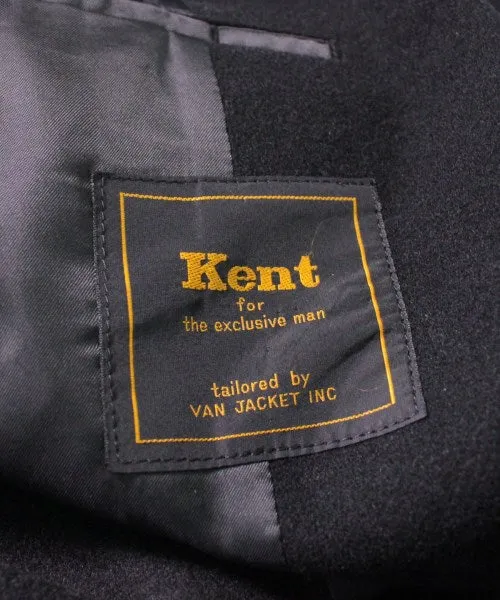 Kent
for
the exclusive man
tailored by
VAN JACKET INC